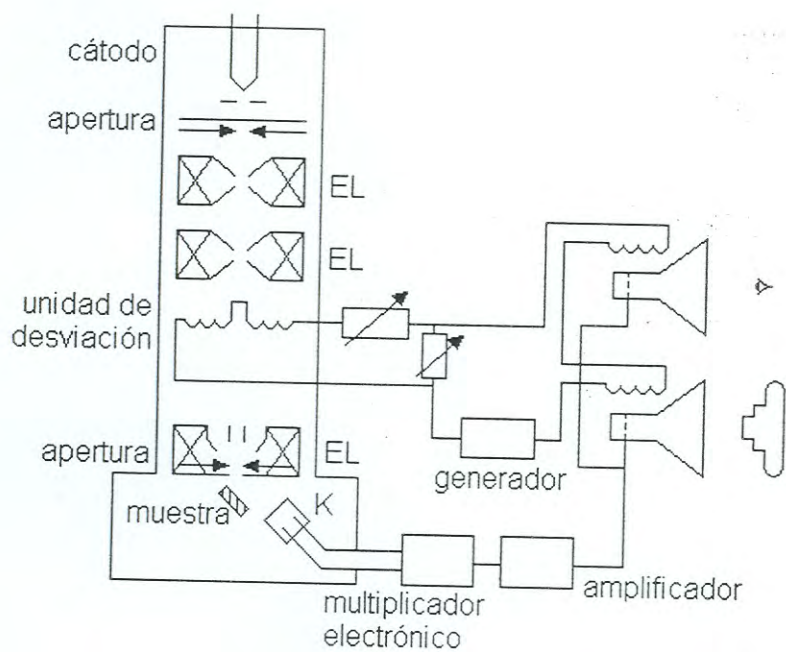 cátodo
apertura
EL
EL
unidad de
desviación
apertura
EL
generador
muestra
K
multiplicador
electrónico
amplificador